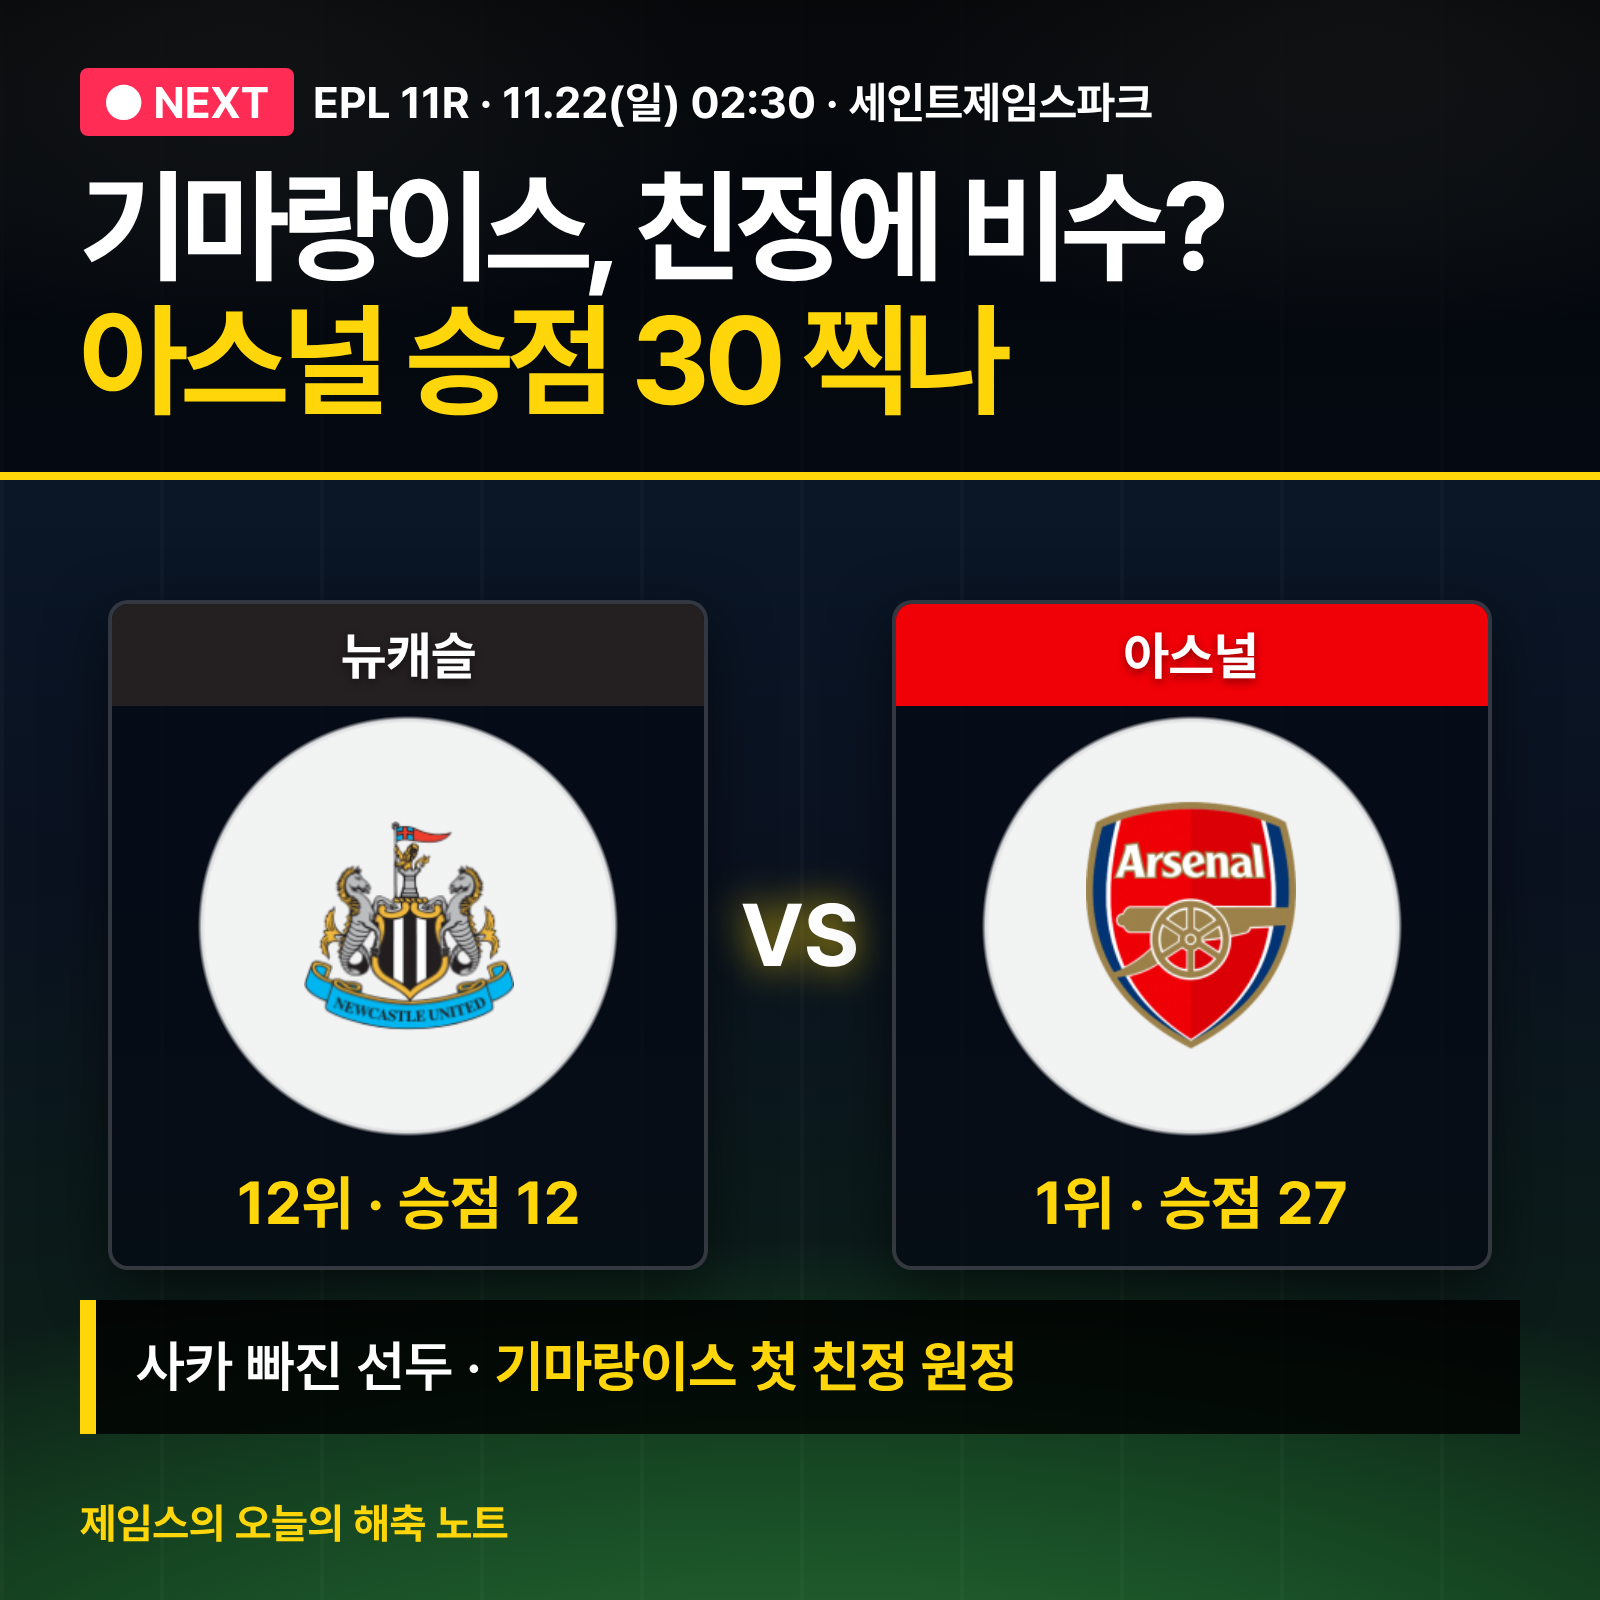 NEXT EPL 11R · 11.22(일) 02:30 · 세인트제임스파크
기마랑이스, 친정에 비수?
아스널 승점 30 찍나
뉴캐슬
아스널
NEWCASTLE UNITED
Arsenal
VS
12위 · 승점 12
1위 · 승점 27
사카 빠진 선두 · 기마랑이스 첫 친정 원정
제임스의 오늘의 해축 노트